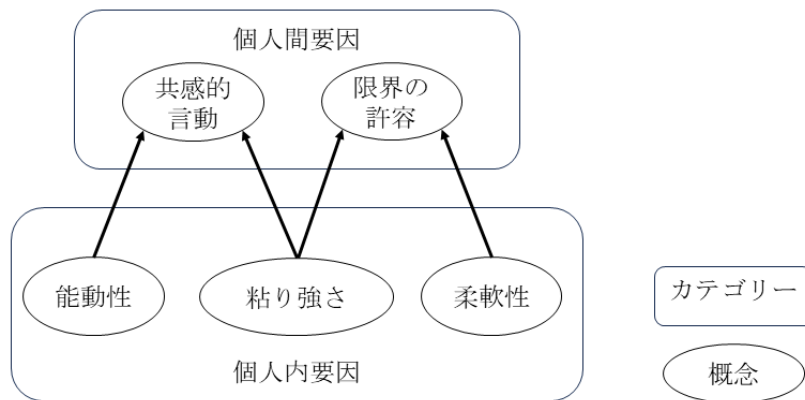 個人間要因
共感的
言動
限界の
許容
能動性
粘り強さ
柔軟性
個人内要因
カテゴリー
概念